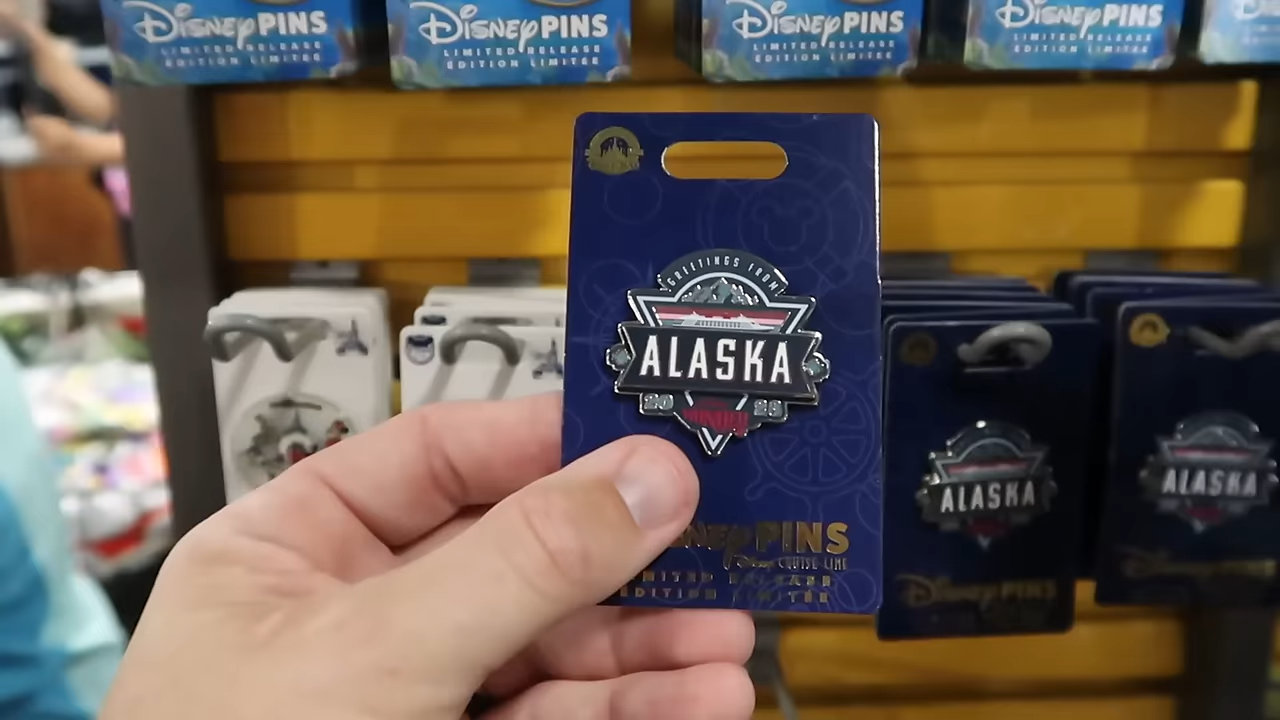 Disney PINS
LIMITED RELEASE
EDITION LIMITÉE
Disney PINS
LIMITED RELEASE
EDITION LIMITÉE
Disney PINS
LIMITED RELEASE
EDITION LIMITÉE
Disney PINS
LIMITED RELEASE
EDITION LIMITÉE
GREETINGS FROM
ALASKA
20 25
WONDER
PINS
Disney CRUISE LINE
LIMITED RELEASE
EDITION LIMITÉE
ALASKA
Disney PINS
ALASKA
Disney